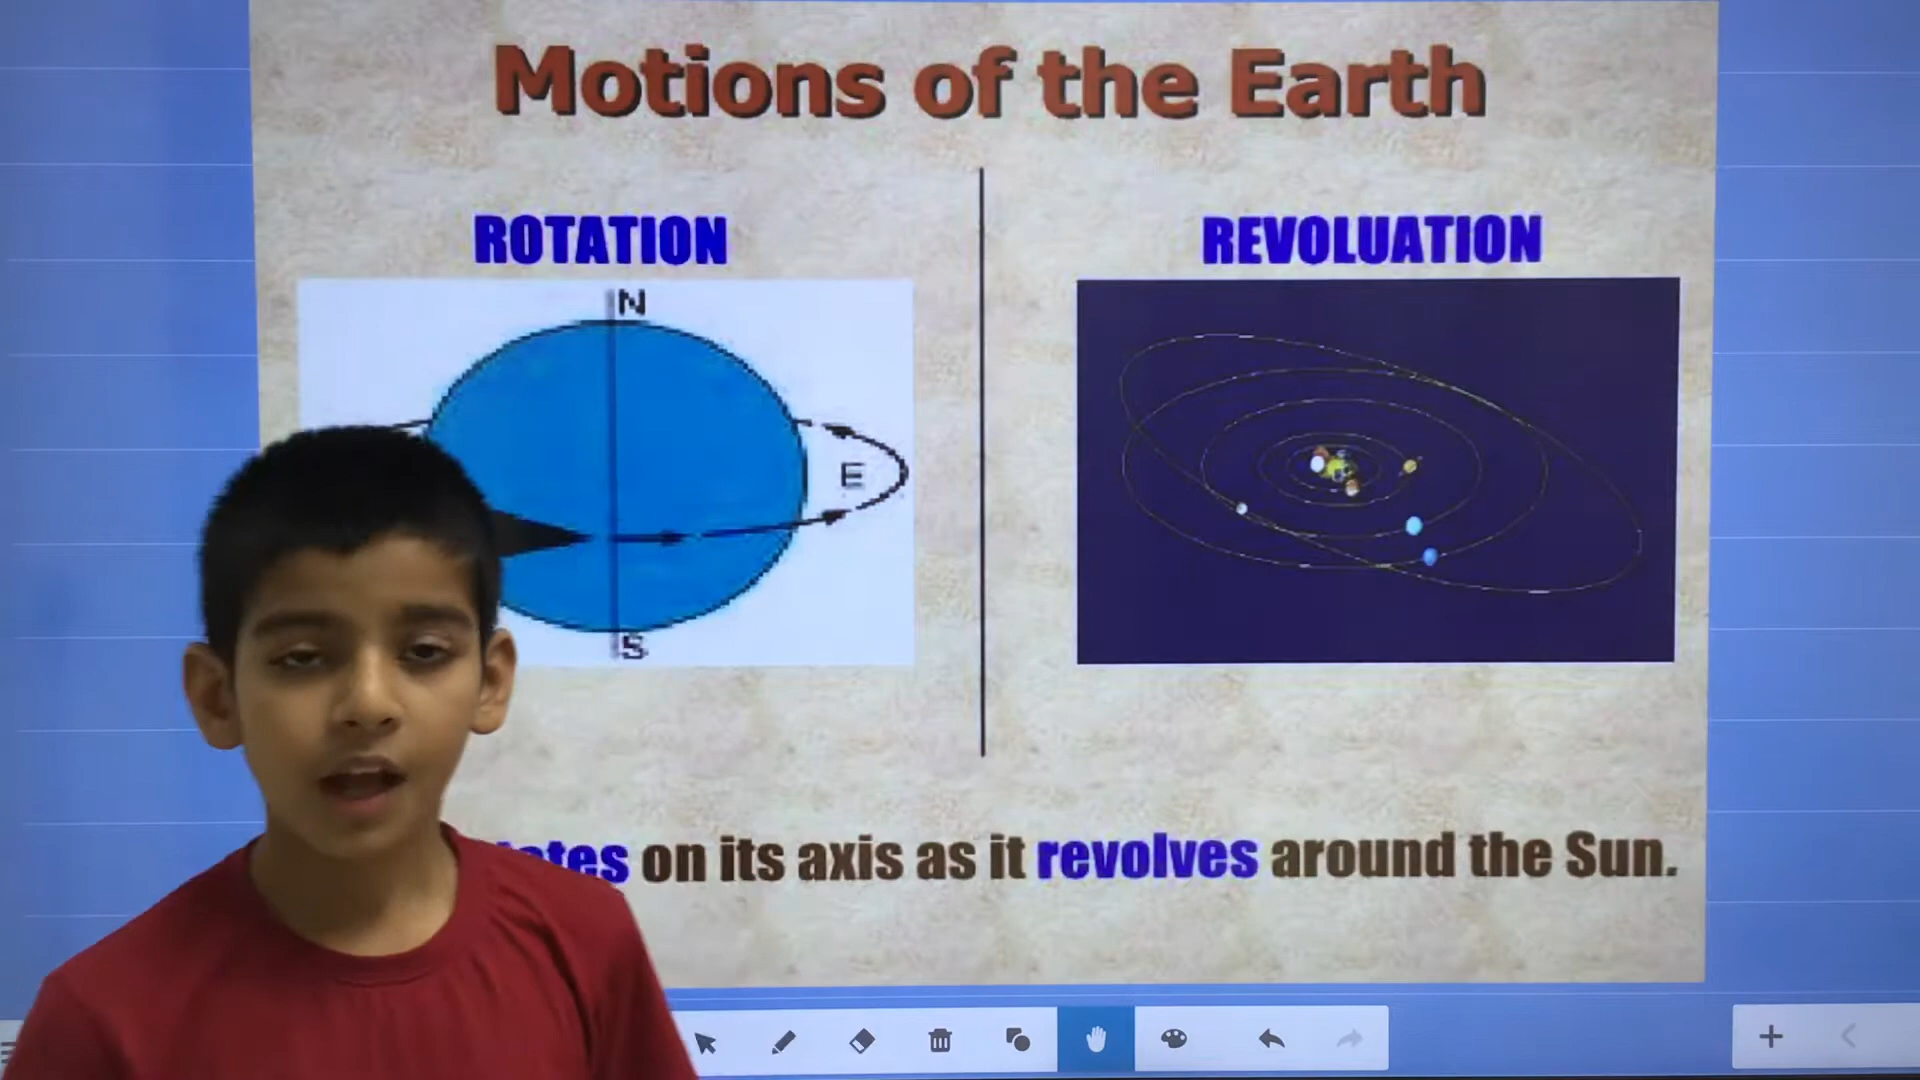 Motions of the Earth
ROTATION
REVOLUATION
N
E
S
on its axis as it revolves around the Sun.